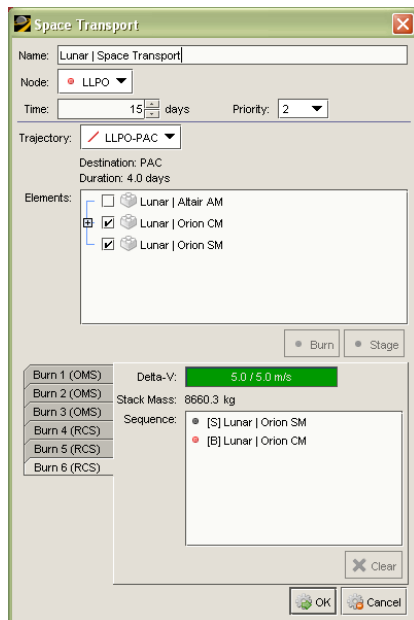 Space Transport
Name: Lunar | Space Transport
Node: LLPO
Time: 15 days Priority: 2
Trajectory: LLPO-PAC
Destination: PAC
Duration: 4.0 days
Elements: Lunar | Altair AM
Lunar | Orion CM
Lunar | Orion SM
Burn Stage
Burn 1 (OMS)
Burn 2 (OMS)
Burn 3 (OMS)
Burn 4 (RCS)
Burn 5 (RCS)
Burn 6 (RCS)
Delta-V: 5.0 / 5.0 m/s
Stack Mass: 8660.3 kg
Sequence: [S] Lunar | Orion SM
[B] Lunar | Orion CM
Clear
OK Cancel